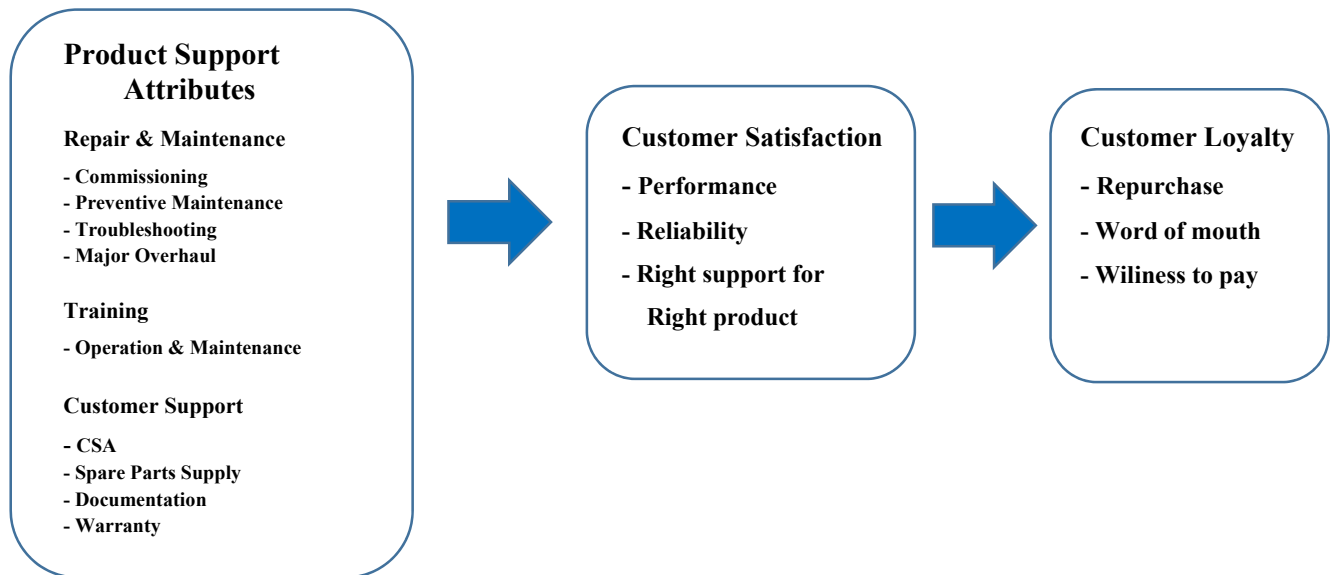 Product Support
Attributes
Repair & Maintenance
- Commissioning
- Preventive Maintenance
- Troubleshooting
- Major Overhaul
Training
- Operation & Maintenance
Customer Support
- CSA
- Spare Parts Supply
- Documentation
- Warranty
Customer Satisfaction
- Performance
- Reliability
- Right support for
Right product
Customer Loyalty
- Repurchase
- Word of mouth
- Wiliness to pay